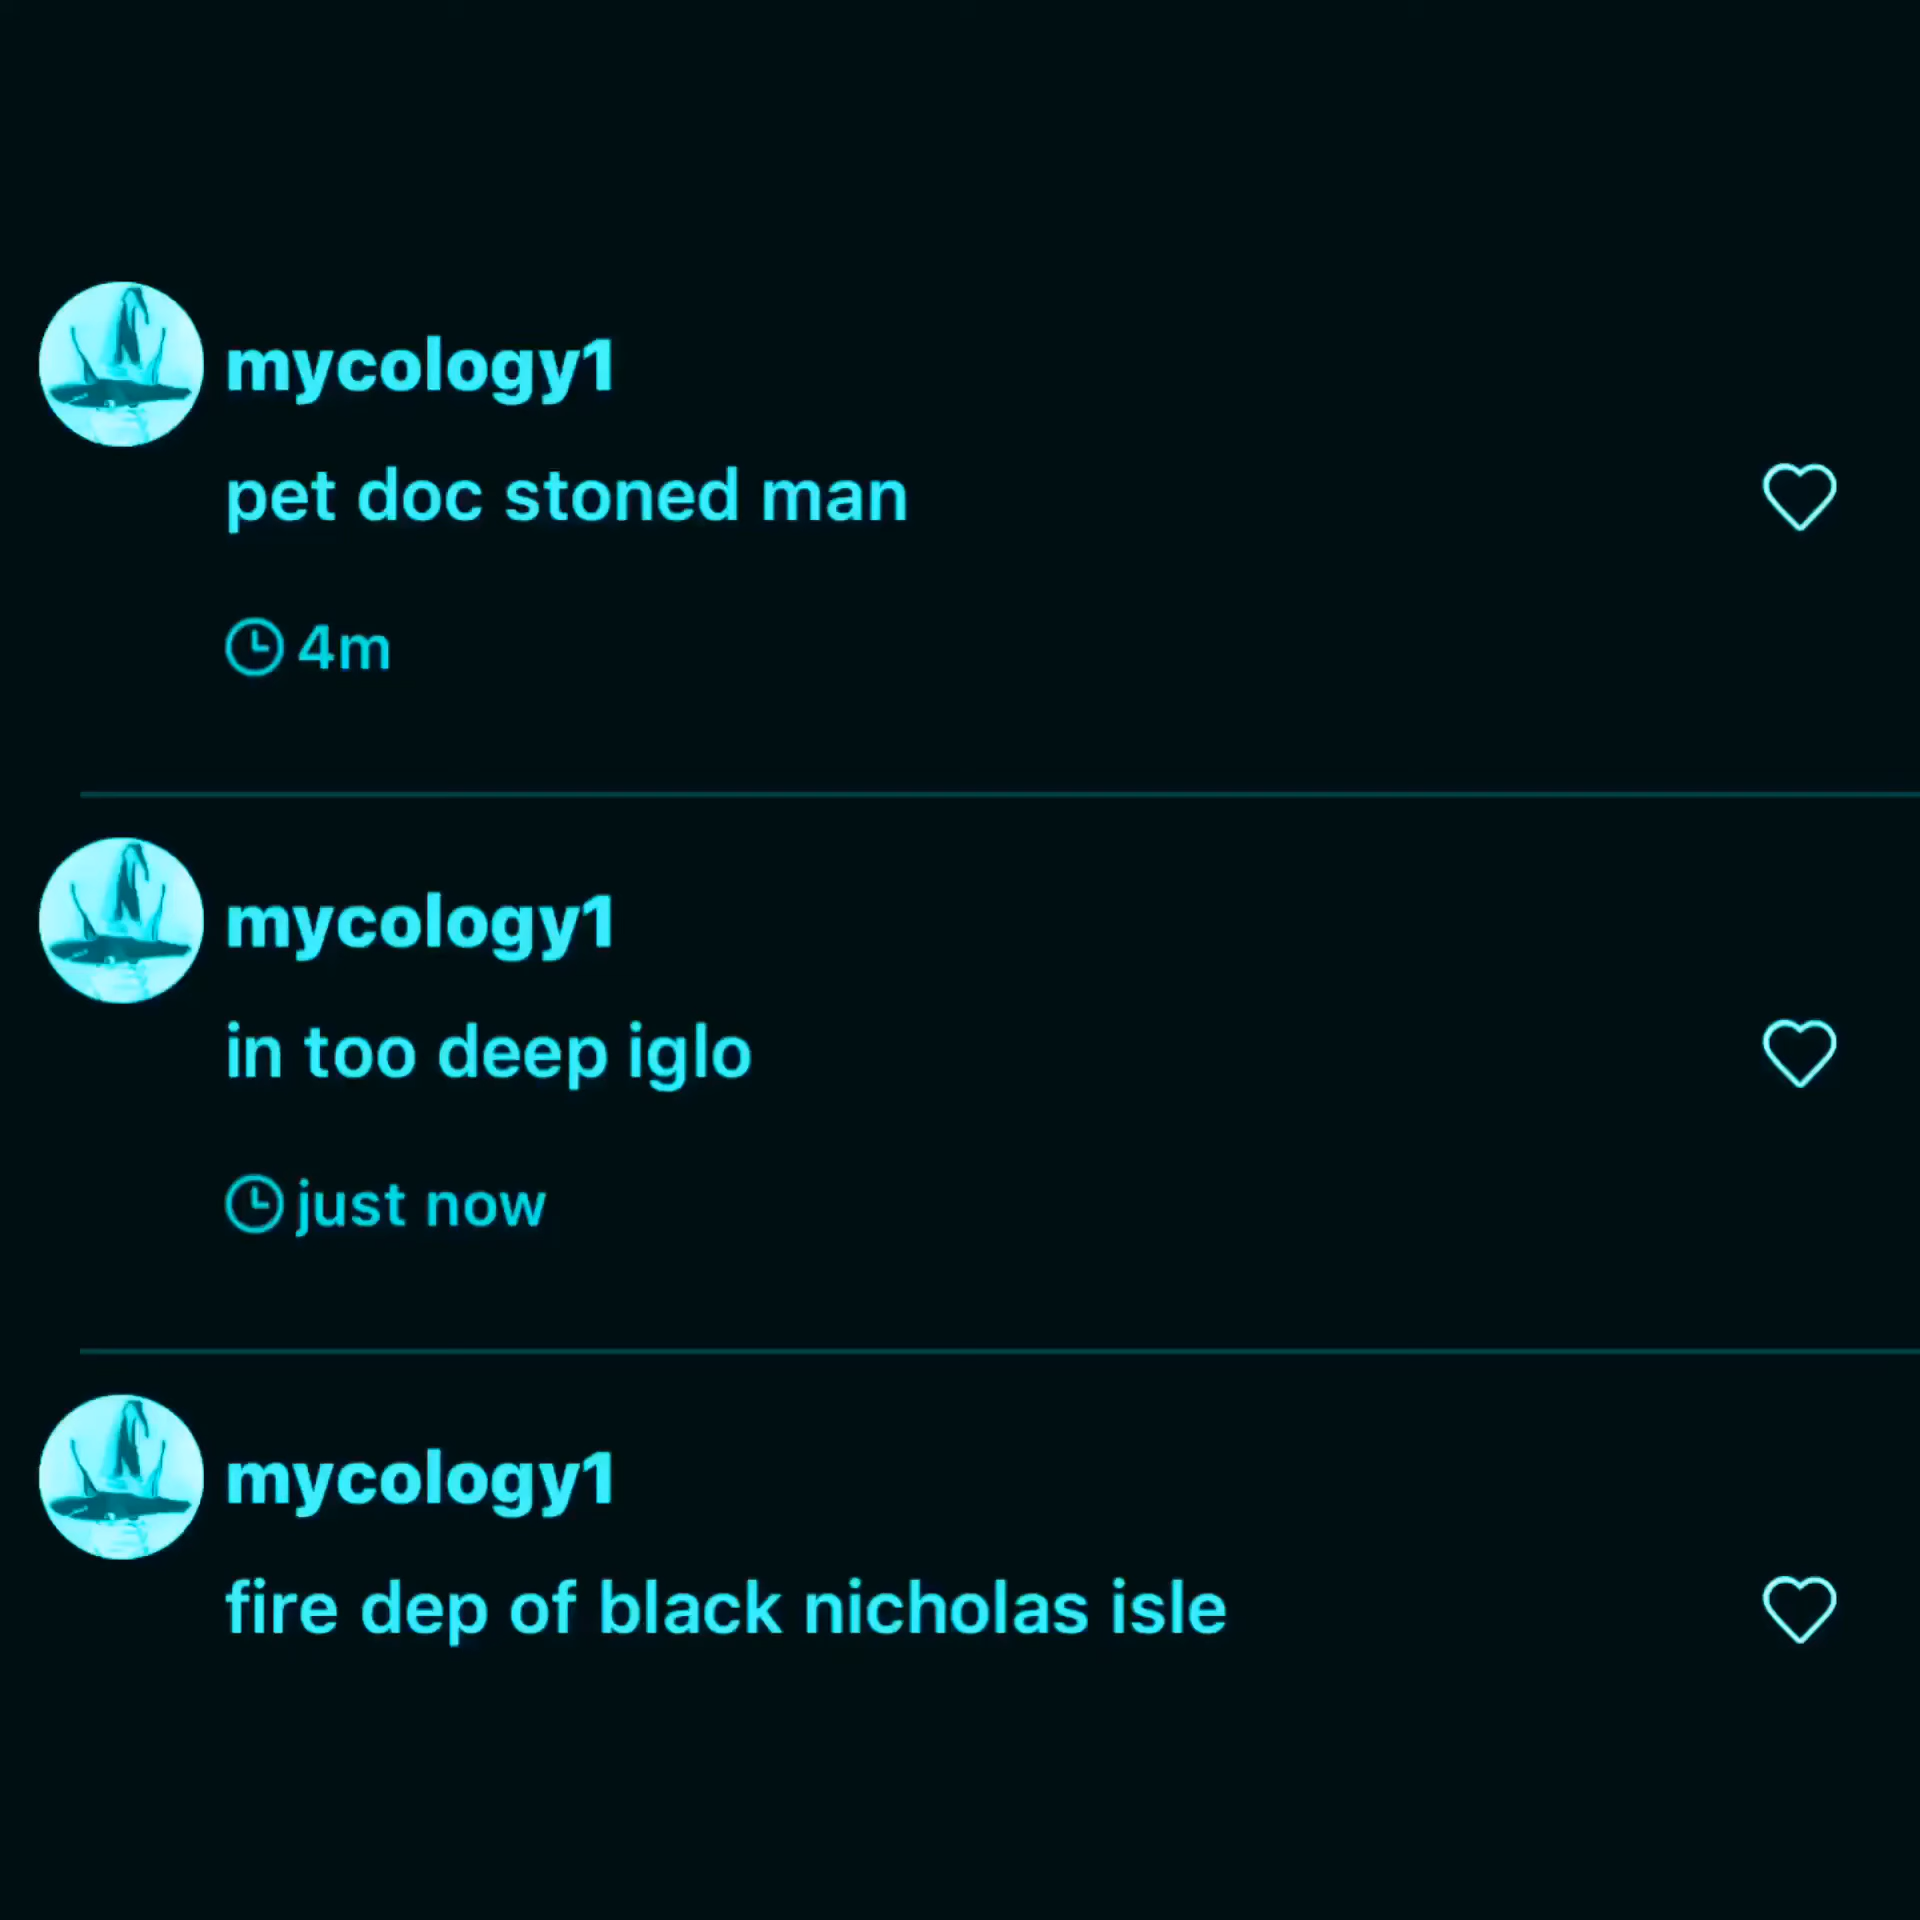 mycology1
pet doc stoned man
4m
mycology1
in too deep iglo
just now
mycology1
fire dep of black nicholas isle